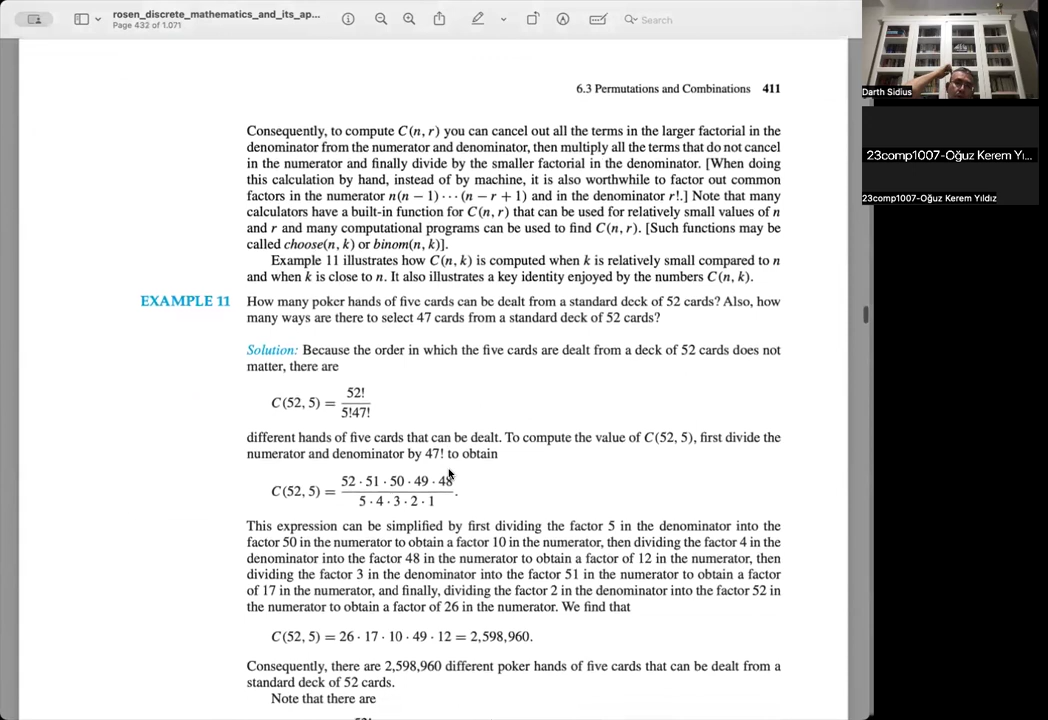 rosen_discrete_mathematics_and_its_ap...
Page 432 of 1.071
Search
6.3 Permutations and Combinations 411
Consequently, to compute C(n, r) you can cancel out all the terms in the larger factorial in the
denominator from the numerator and denominator, then multiply all the terms that do not cancel
in the numerator and finally divide by the smaller factorial in the denominator. [When doing
this calculation by hand, instead of by machine, it is also worthwhile to factor out common
factors in the numerator n(n − 1) · · · (n − r + 1) and in the denominator r!.] Note that many
calculators have a built-in function for C(n, r) that can be used for relatively small values of n
and r and many computational programs can be used to find C(n, r). [Such functions may be
called choose(n, k) or binom(n, k)].
Example 11 illustrates how C(n, k) is computed when k is relatively small compared to n
and when k is close to n. It also illustrates a key identity enjoyed by the numbers C(n, k).
EXAMPLE 11 How many poker hands of five cards can be dealt from a standard deck of 52 cards? Also, how
many ways are there to select 47 cards from a standard deck of 52 cards?
Solution: Because the order in which the five cards are dealt from a deck of 52 cards does not
matter, there are
C(52, 5) = 52! / 5!47!
different hands of five cards that can be dealt. To compute the value of C(52, 5), first divide the
numerator and denominator by 47! to obtain
C(52, 5) = 52 · 51 · 50 · 49 · 48 / 5 · 4 · 3 · 2 · 1.
This expression can be simplified by first dividing the factor 5 in the denominator into the
factor 50 in the numerator to obtain a factor 10 in the numerator, then dividing the factor 4 in the
denominator into the factor 48 in the numerator to obtain a factor of 12 in the numerator, then
dividing the factor 3 in the denominator into the factor 51 in the numerator to obtain a factor
of 17 in the numerator, and finally, dividing the factor 2 in the denominator into the factor 52 in
the numerator to obtain a factor of 26 in the numerator. We find that
C(52, 5) = 26 · 17 · 10 · 49 · 12 = 2,598,960.
Consequently, there are 2,598,960 different poker hands of five cards that can be dealt from a
standard deck of 52 cards.
Note that there are
Darth Sidius
23comp1007-Oğuz Kerem Yı...
23comp1007-Oğuz Kerem Yıldız